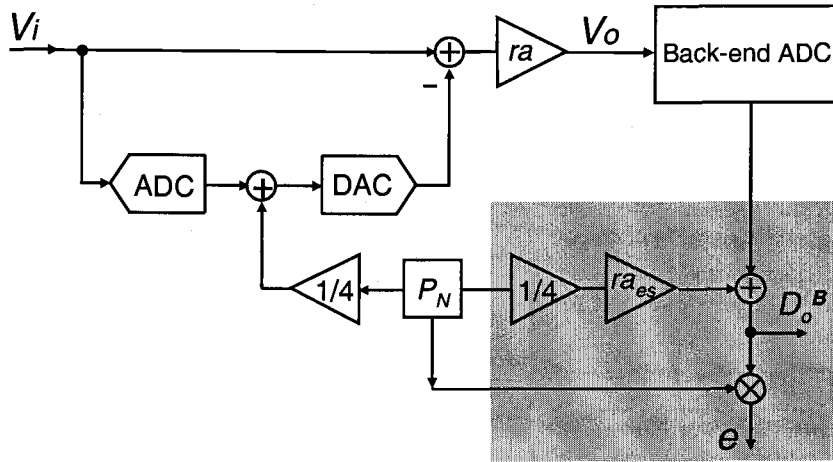 Vi
ra
Vo
Back-end ADC
−
ADC
DAC
1/4
P_N
1/4
ra_es
D_o^B
e